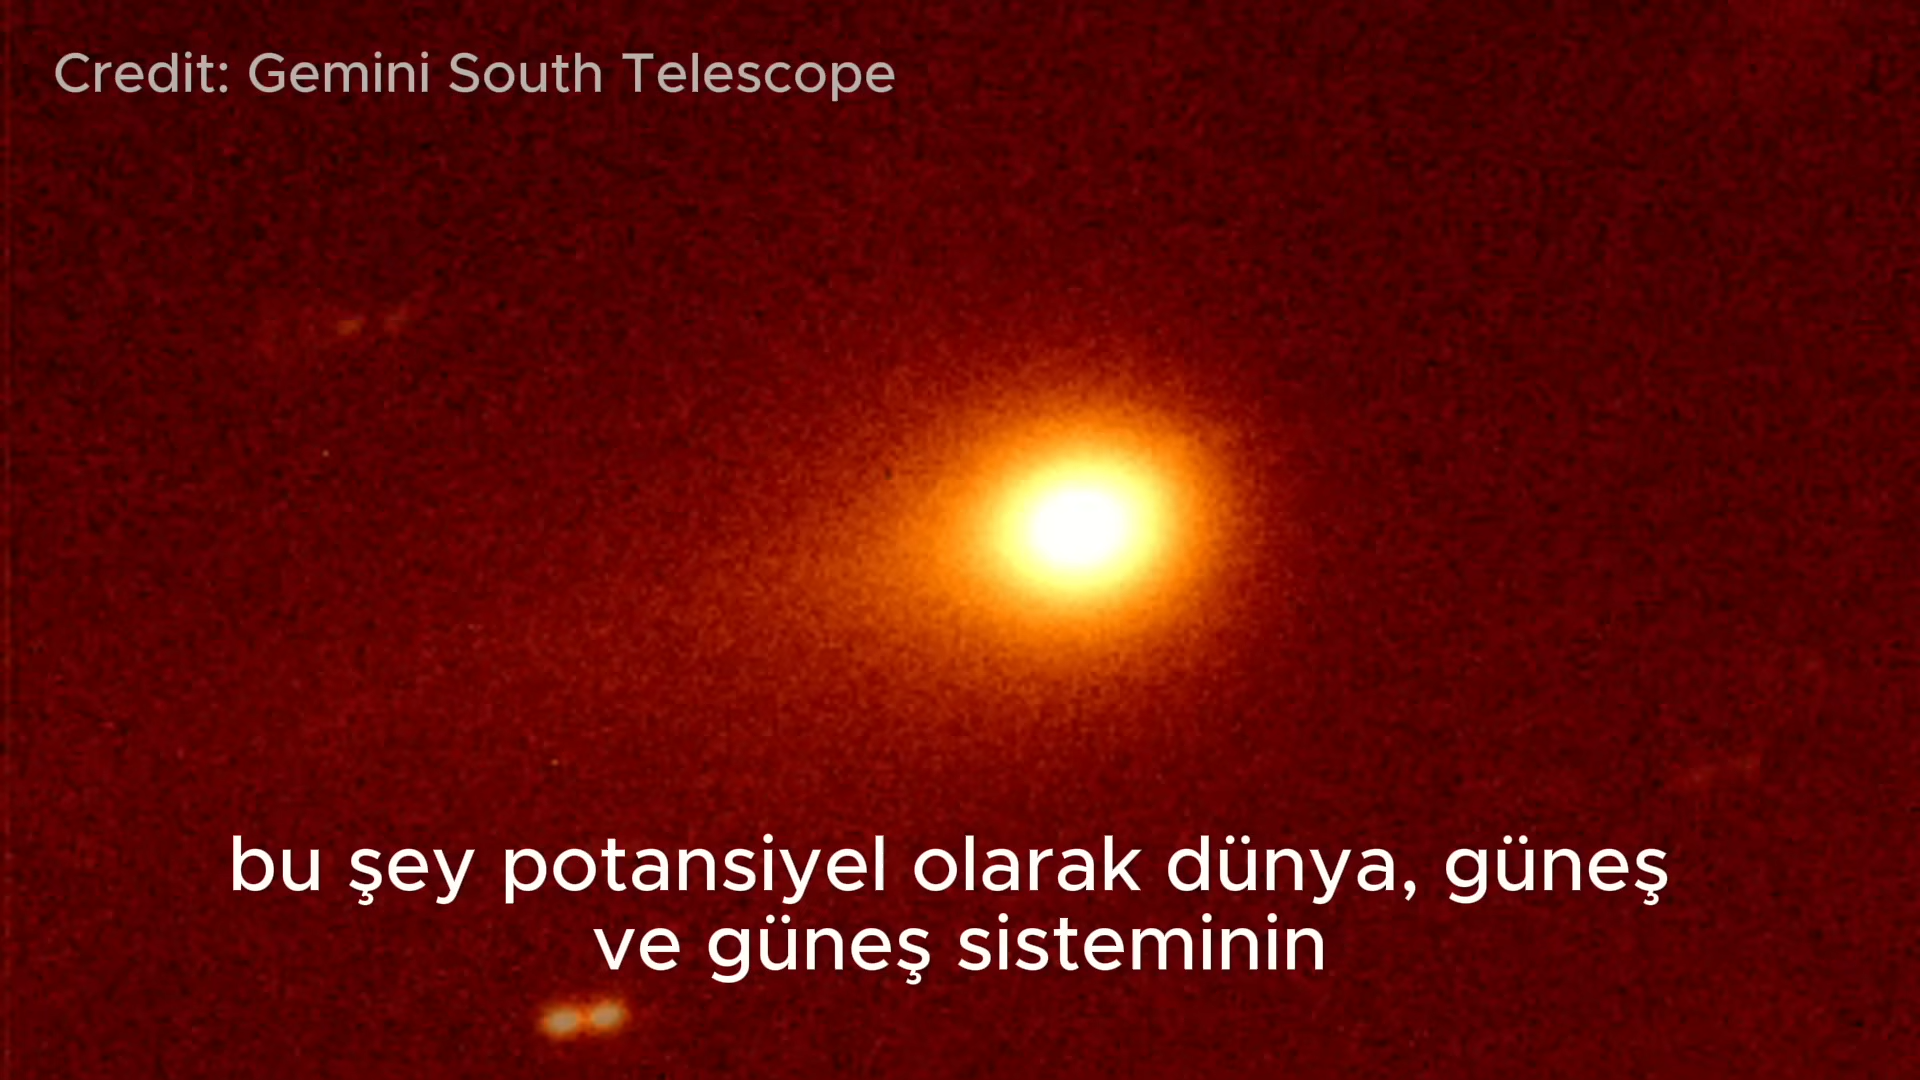 Credit: Gemini South Telescope
bu şey potansiyel olarak dünya, güneş
ve güneş sisteminin